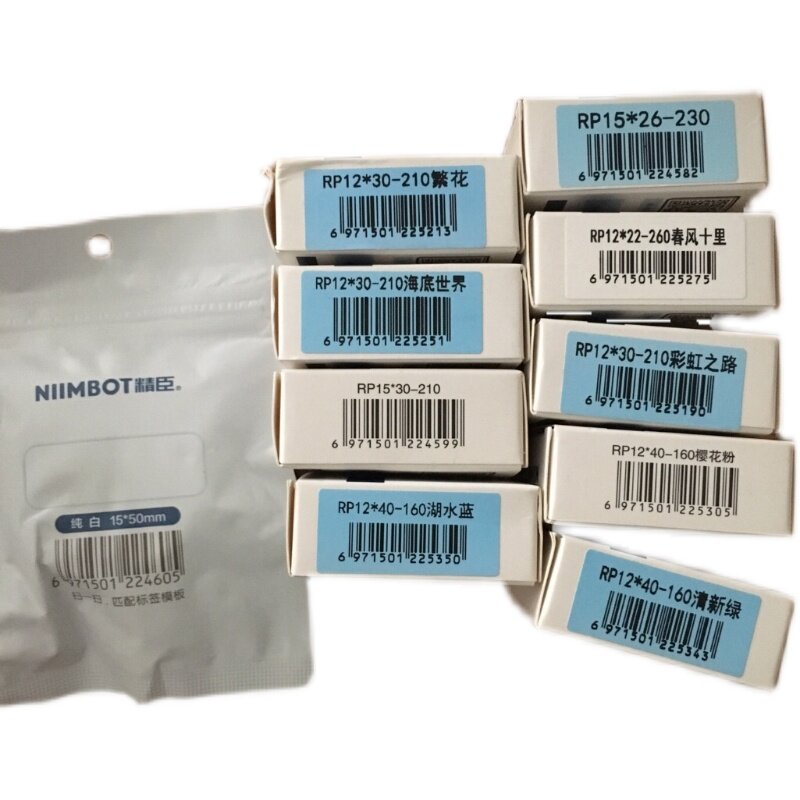 NIIMBOT精臣®
纯白 15*50mm
6 971501 224605
扫一扫,匹配标签模板
RP12*30-210繁花
6 971501 225213
RP12*30-210海底世界
6 971501 225251
RP15*30-210
6 971501 224599
RP12*40-160湖水蓝
6 971501 225350
RP15*26-230
6 971501 224582
RP12*22-260春风十里
6 971501 225275
RP12*30-210彩虹之路
6 971501 225190
RP12*40-160樱花粉
6 971501 225305
RP12*40-160清新绿
6 971501 225343